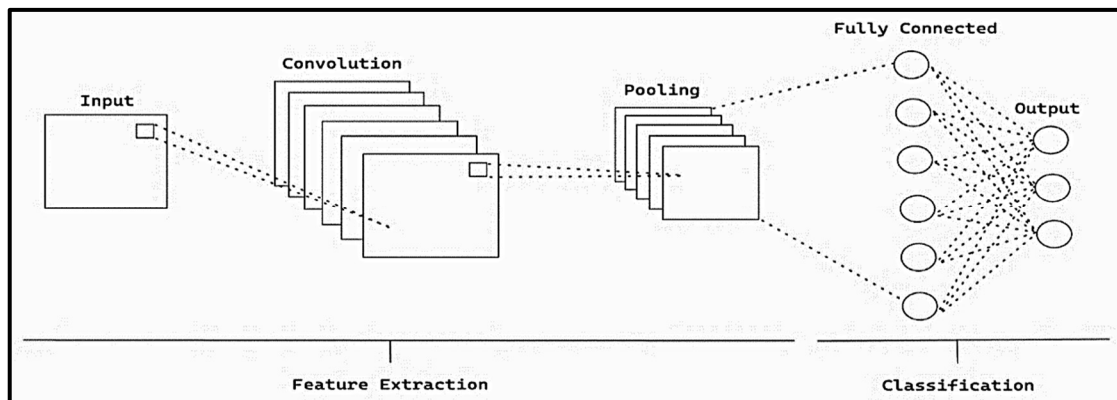 Fully Connected
Convolution
Pooling
Input
Output
Feature Extraction
Classification